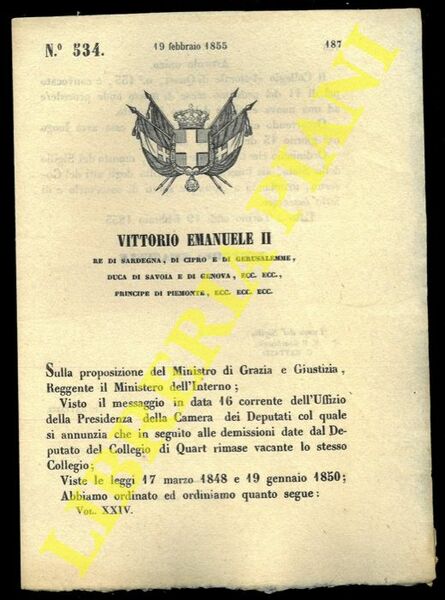 N.° 534.
19 febbraio 1855
187
VITTORIO EMANUELE II
RE DI SARDEGNA, DI CIPRO E DI GERUSALEMME,
DUCA DI SAVOIA E DI GENOVA, ECC. ECC.,
PRINCIPE DI PIEMONTE, ECC. ECC. ECC.
Sulla proposizione del Ministro di Grazia e Giustizia,
Reggente il Ministero dell'Interno;
Visto il messaggio in data 16 corrente dell'Uffizio
della Presidenza della Camera dei Deputati col quale
si annunzia che in seguito alle demissioni date dal De-
putato del Collegio di Quart rimase vacante lo stesso
Collegio;
Viste le leggi 17 marzo 1848 e 19 gennaio 1850;
Abbiamo ordinato ed ordiniamo quanto segue:
VOL. XXIV.
LIBRERIA PIANI